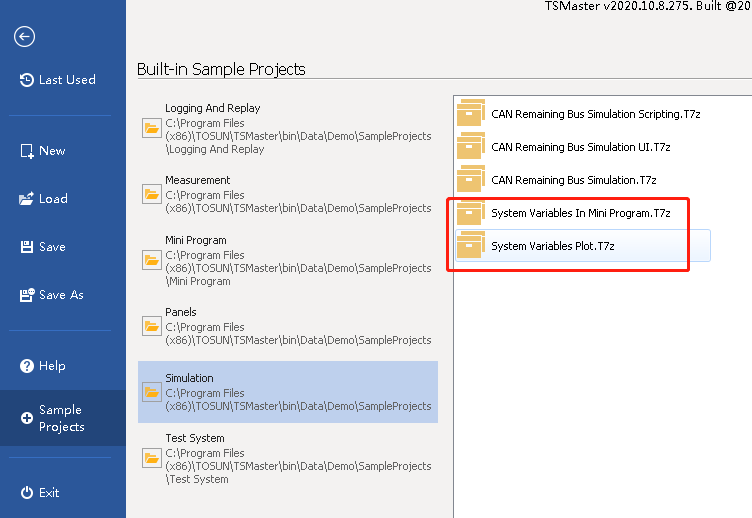 TSMaster v2020.10.8.275. Built @20
Last Used
New
Load
Save
Save As
Help
Sample
Projects
Exit
Built-in Sample Projects
Logging And Replay
C:\Program Files
(x86)\TOSUN\TSMaster\bin\Data\Demo\SampleProjects
\Logging And Replay
Measurement
C:\Program Files
(x86)\TOSUN\TSMaster\bin\Data\Demo\SampleProjects
Mini Program
C:\Program Files
(x86)\TOSUN\TSMaster\bin\Data\Demo\SampleProjects
\Mini Program
Panels
C:\Program Files
(x86)\TOSUN\TSMaster\bin\Data\Demo\SampleProjects
Simulation
C:\Program Files
(x86)\TOSUN\TSMaster\bin\Data\Demo\SampleProjects
Test System
C:\Program Files
(x86)\TOSUN\TSMaster\bin\Data\Demo\SampleProjects
\Test System
CAN Remaining Bus Simulation Scripting.T7z
CAN Remaining Bus Simulation UI.T7z
CAN Remaining Bus Simulation.T7z
System Variables In Mini Program.T7z
System Variables Plot.T7z